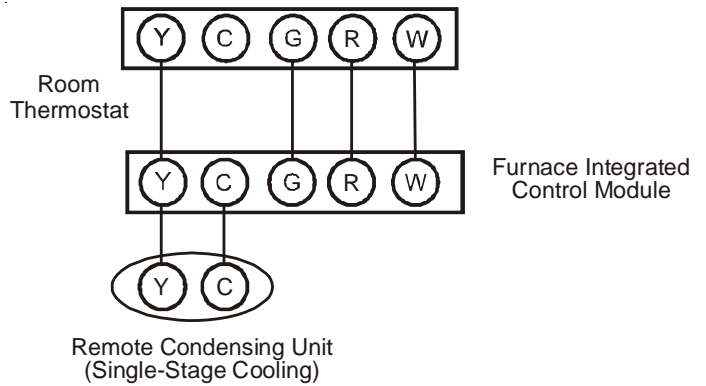 Y C G R W
Room
Thermostat
Y C G R W
Furnace Integrated
Control Module
Y C
Remote Condensing Unit
(Single-Stage Cooling)